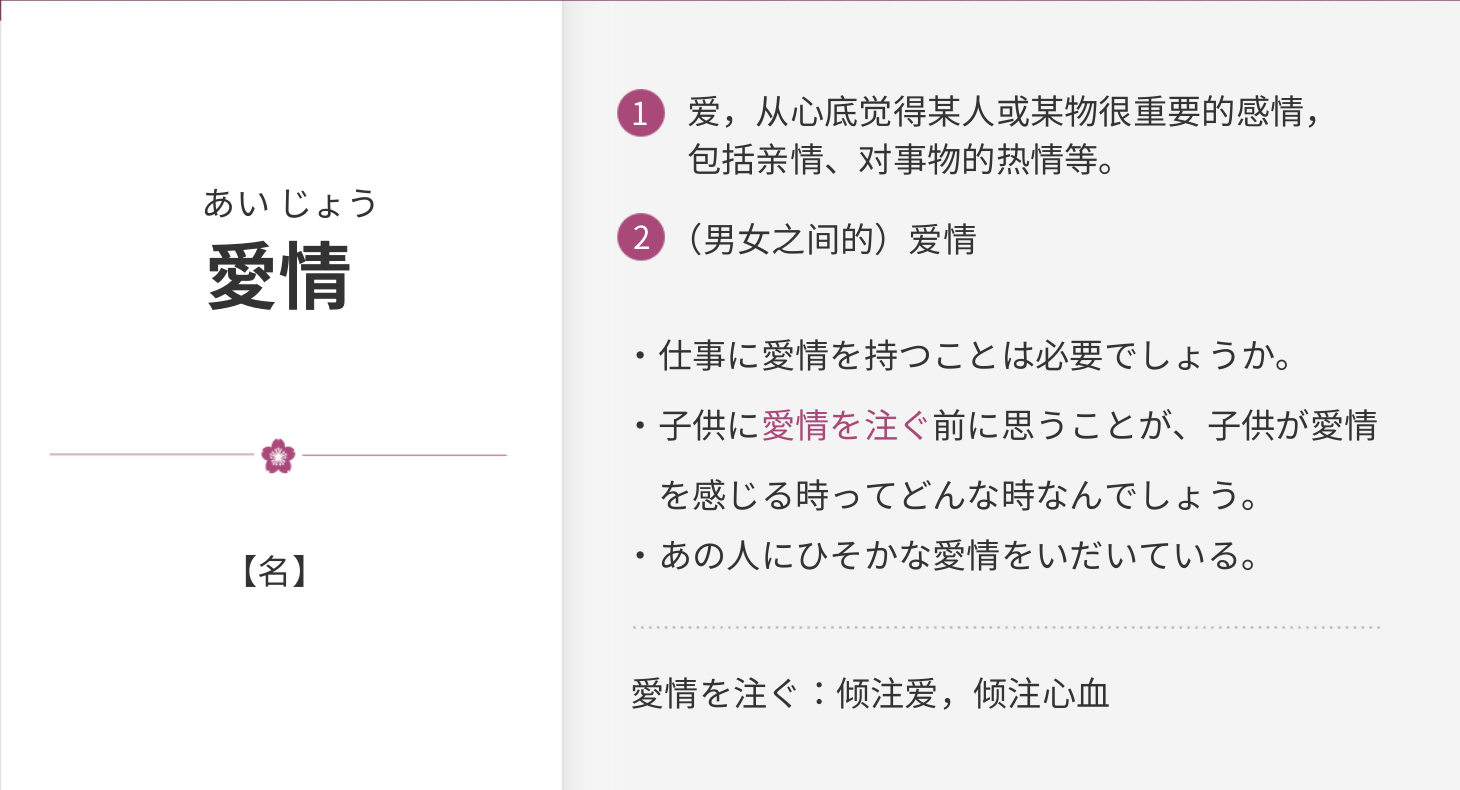 あい じょう
愛情
【名】
1 爱，从心底觉得某人或某物很重要的感情，
包括亲情、对事物的热情等。
2 （男女之间的）爱情
・仕事に愛情を持つことは必要でしょうか。
・子供に愛情を注ぐ前に思うことが、子供が愛情
を感じる時ってどんな時なんでしょう。
・あの人にひそかな愛情をいだいている。
愛情を注ぐ：倾注爱，倾注心血